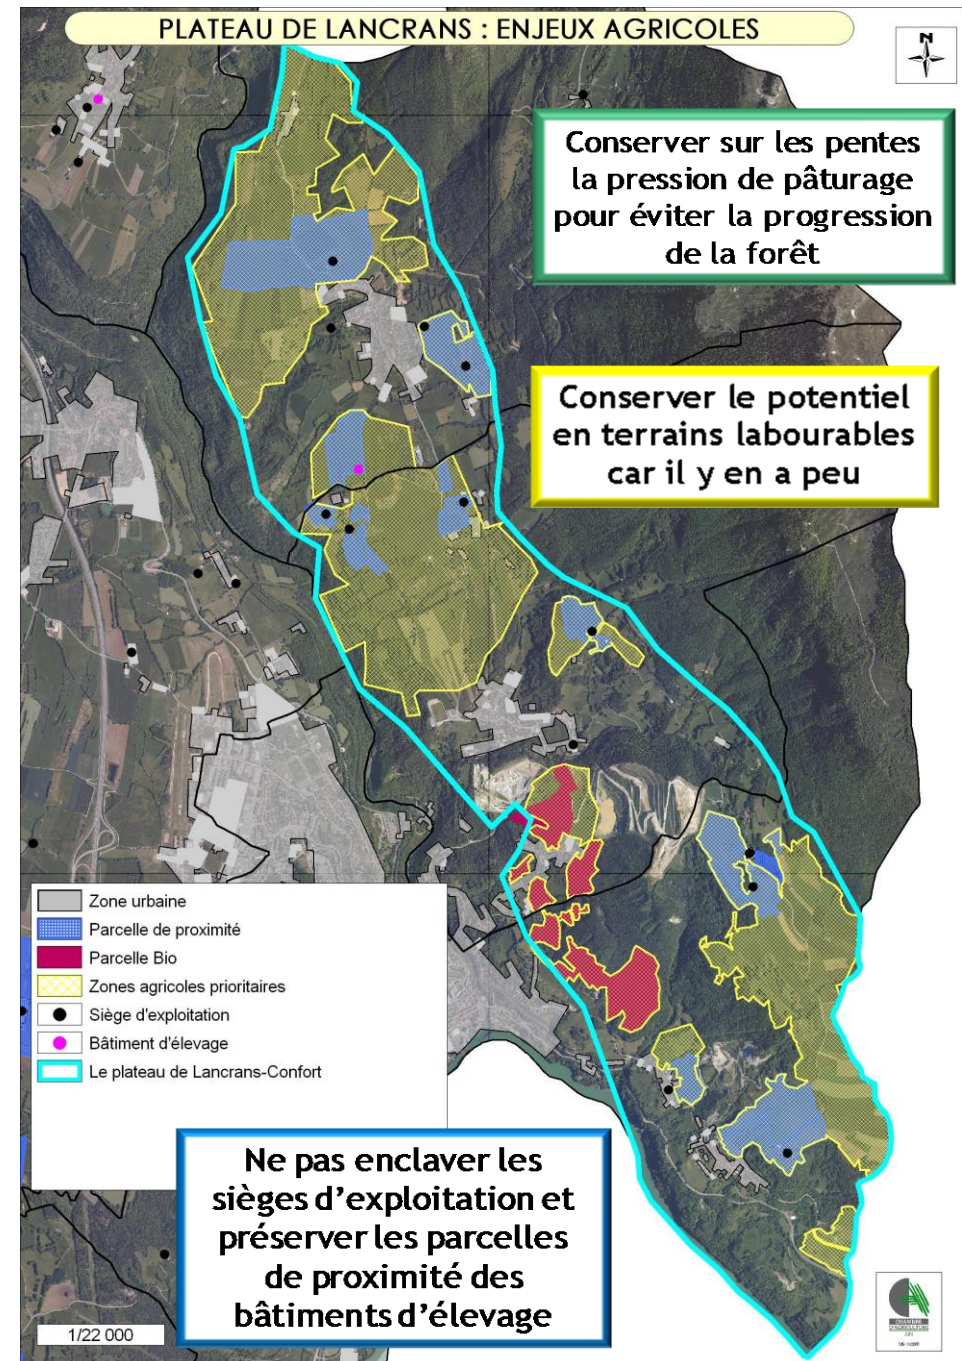 PLATEAU DE LANCRANS : ENJEUX AGRICOLES
N
Conserver sur les pentes
la pression de pâturage
pour éviter la progression
de la forêt
Conserver le potentiel
en terrains labourables
car il y en a peu
Zone urbaine
Parcelle de proximité
Parcelle Bio
Zones agricoles prioritaires
Siège d'exploitation
Bâtiment d'élevage
Le plateau de Lancrans-Confort
Ne pas enclaver les
sièges d'exploitation et
préserver les parcelles
de proximité des
bâtiments d'élevage
1/22 000
CHAMBRE
D'AGRICULTURE
AIN